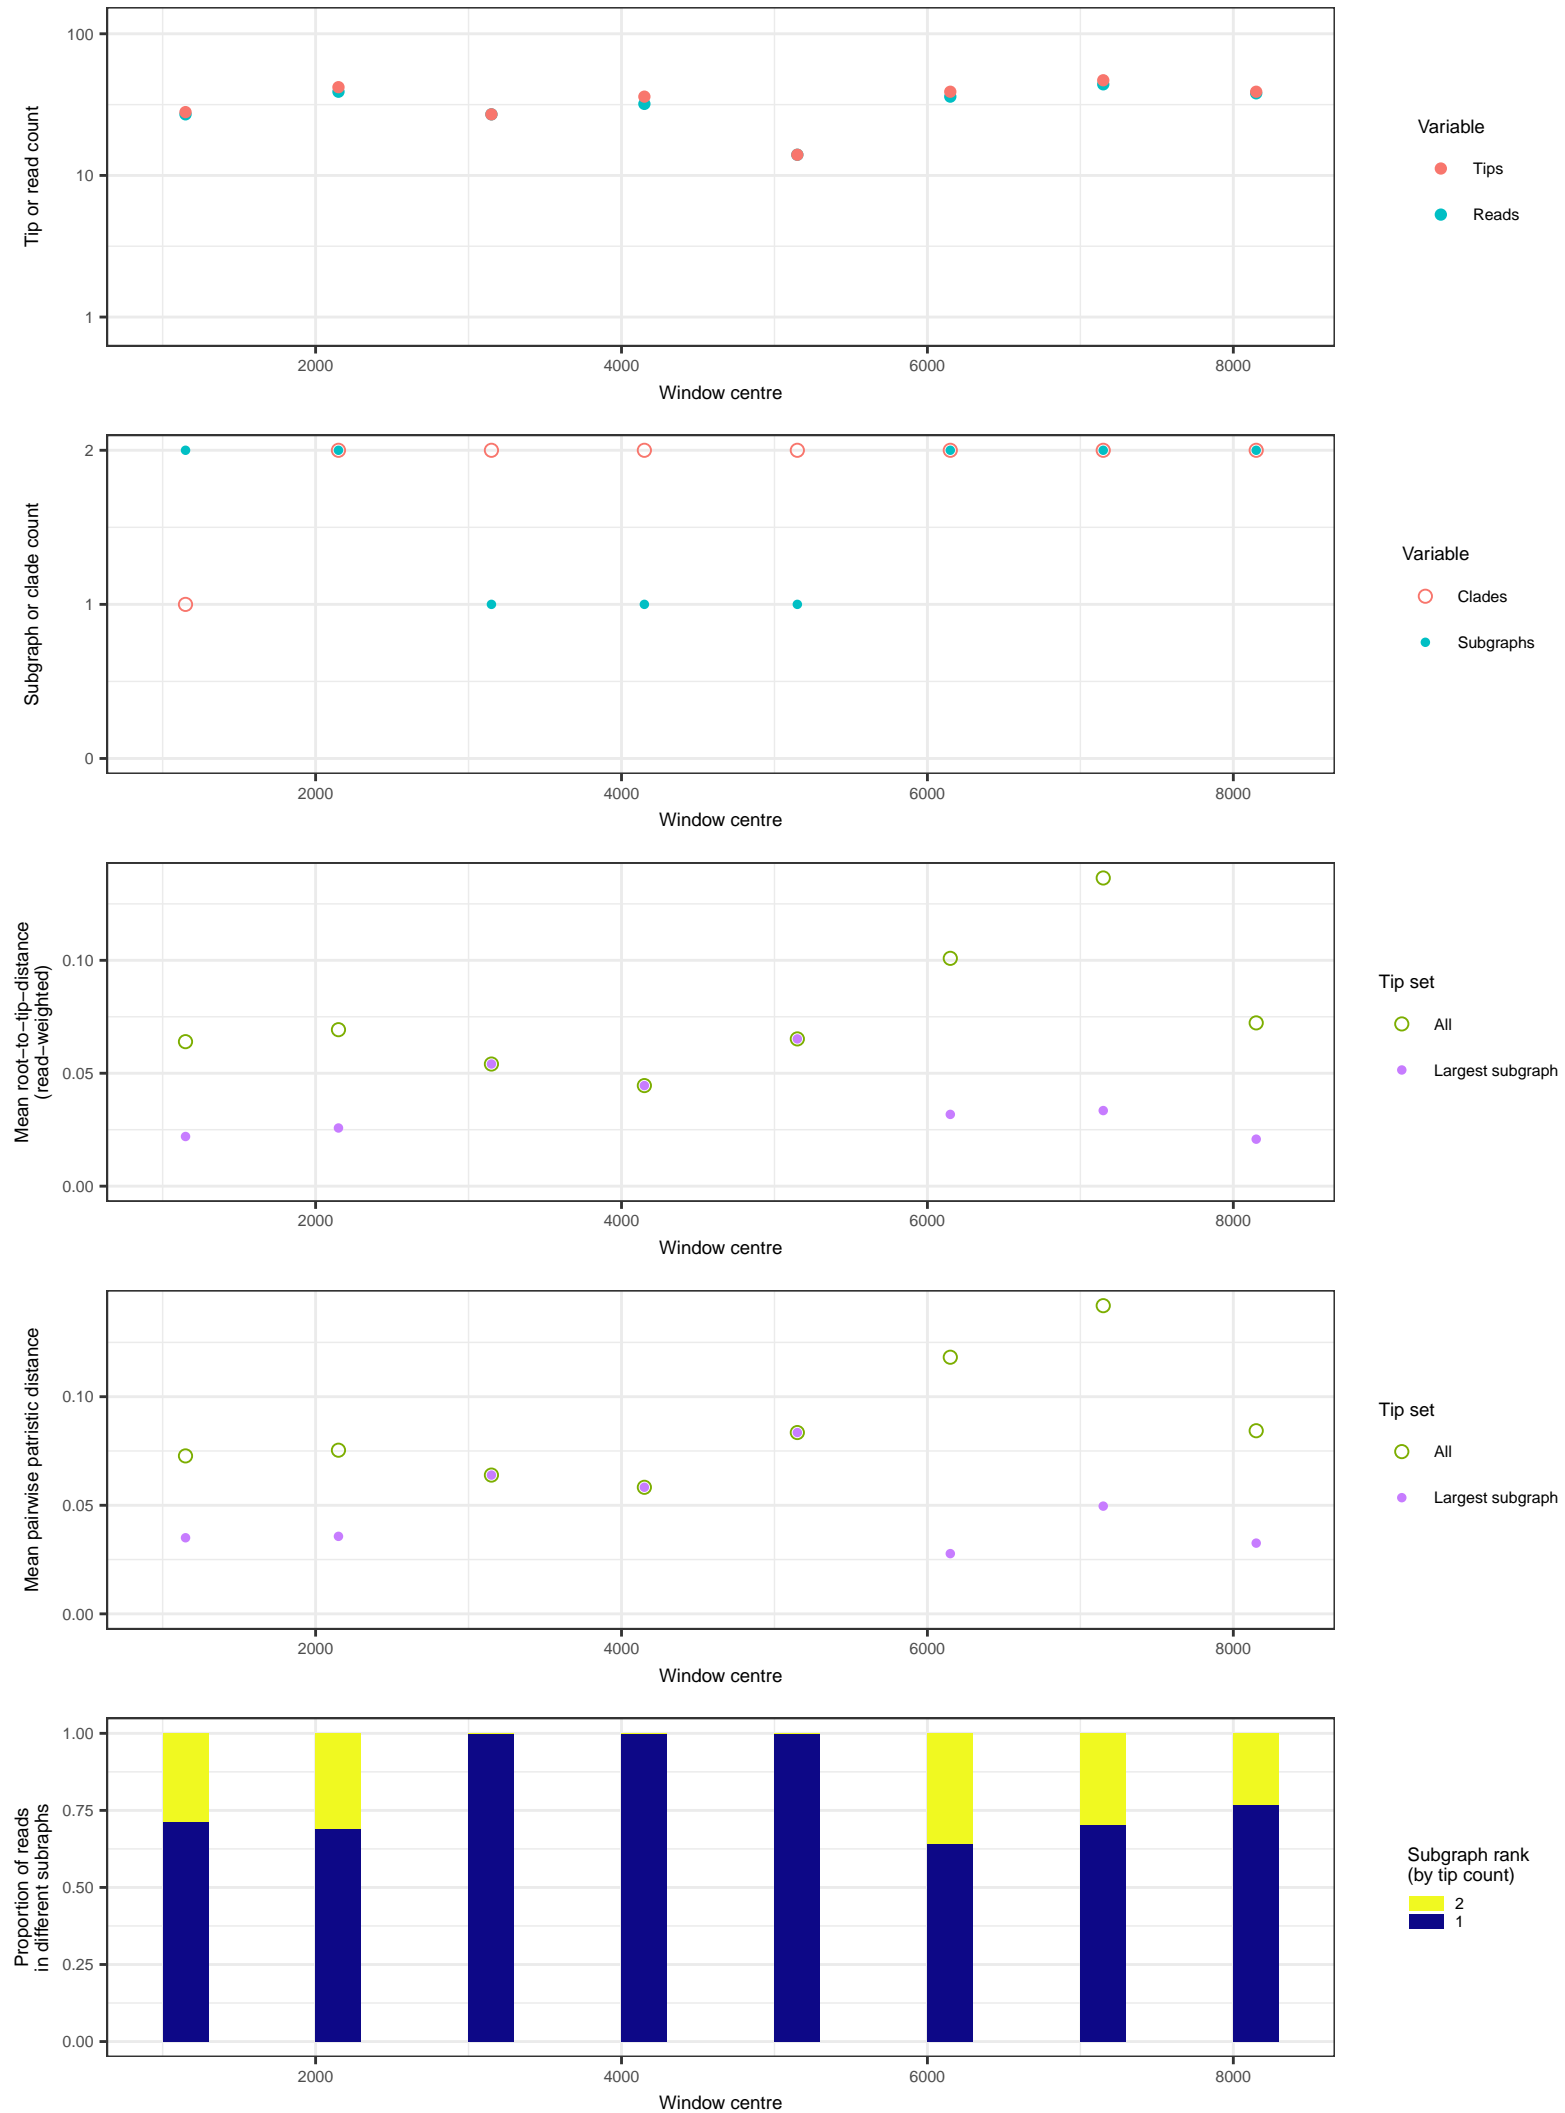 100
10
1
Tip or read count
2000 4000 6000 8000
Window centre
Variable
Tips
Reads
2
1
0
Subgraph or clade count
2000 4000 6000 8000
Window centre
Variable
Clades
Subgraphs
0.10
0.05
0.00
Mean root−to−tip−distance
(read−weighted)
2000 4000 6000 8000
Window centre
Tip set
All
Largest subgraph
0.10
0.05
0.00
Mean pairwise patristic distance
2000 4000 6000 8000
Window centre
Tip set
All
Largest subgraph
1.00
0.75
0.50
0.25
0.00
Proportion of reads
in different subraphs
2000 4000 6000 8000
Window centre
Subgraph rank
(by tip count)
2
1